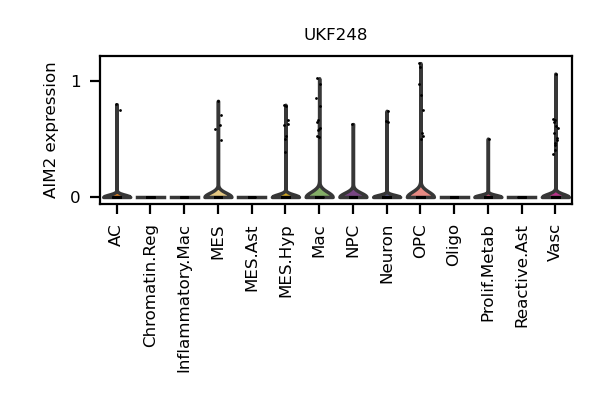 UKF248
AIM2 expression
1
0
AC
Chromatin.Reg
Inflammatory.Mac
MES
MES.Ast
MES.Hyp
Mac
NPC
Neuron
OPC
Oligo
Prolif.Metab
Reactive.Ast
Vasc